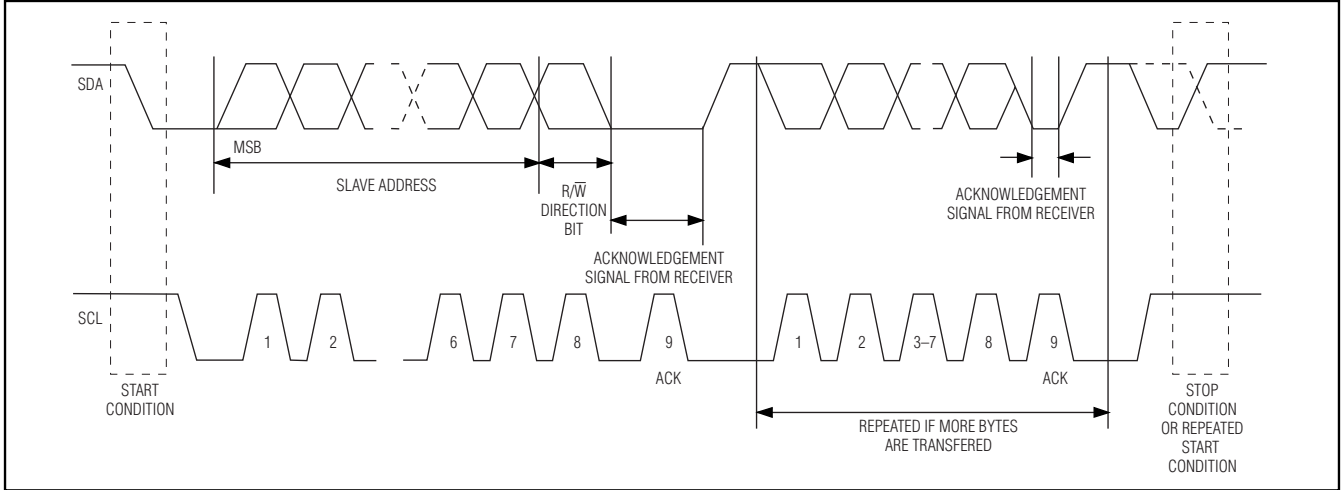 SDA
MSB
SLAVE ADDRESS
R/W̅
DIRECTION
BIT
ACKNOWLEDGEMENT
SIGNAL FROM RECEIVER
ACKNOWLEDGEMENT
SIGNAL FROM RECEIVER
SCL
1 2 6 7 8 9 1 2 3–7 8 9
ACK ACK
START
CONDITION
REPEATED IF MORE BYTES
ARE TRANSFERED
STOP
CONDITION
OR REPEATED
START
CONDITION